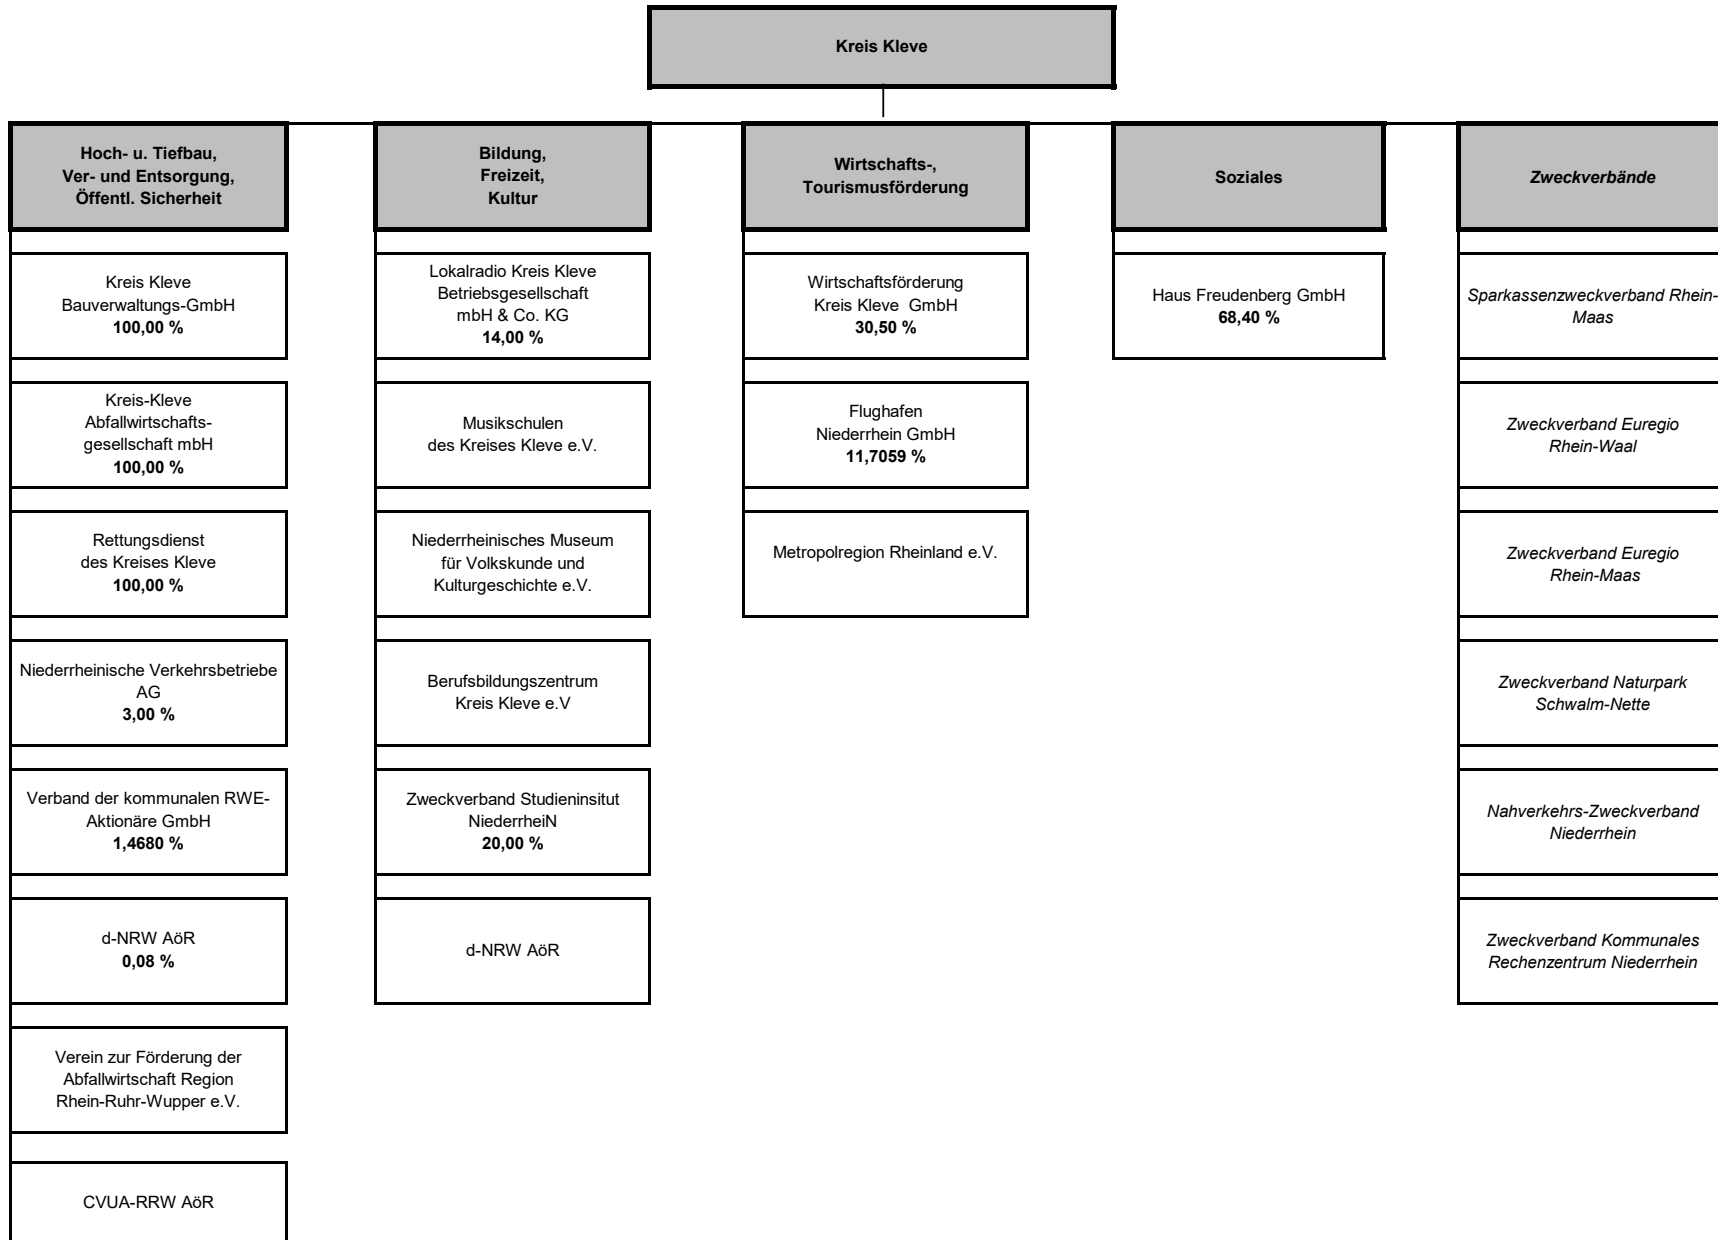 Kreis Kleve
Hoch- u. Tiefbau,
Ver- und Entsorgung,
Öffentl. Sicherheit
Kreis Kleve
Bauverwaltungs-GmbH
100,00 %
Kreis-Kleve
Abfallwirtschafts-
gesellschaft mbH
100,00 %
Rettungsdienst
des Kreises Kleve
100,00 %
Niederrheinische Verkehrsbetriebe
AG
3,00 %
Verband der kommunalen RWE-
Aktionäre GmbH
1,4680 %
d-NRW AöR
0,08 %
Verein zur Förderung der
Abfallwirtschaft Region
Rhein-Ruhr-Wupper e.V.
CVUA-RRW AöR
Bildung,
Freizeit,
Kultur
Lokalradio Kreis Kleve
Betriebsgesellschaft
mbH & Co. KG
14,00 %
Musikschulen
des Kreises Kleve e.V.
Niederrheinisches Museum
für Volkskunde und
Kulturgeschichte e.V.
Berufsbildungszentrum
Kreis Kleve e.V
Zweckverband Studieninsitut
NiederrheiN
20,00 %
d-NRW AöR
Wirtschafts-,
Tourismusförderung
Wirtschaftsförderung
Kreis Kleve GmbH
30,50 %
Flughafen
Niederrhein GmbH
11,7059 %
Metropolregion Rheinland e.V.
Soziales
Haus Freudenberg GmbH
68,40 %
Zweckverbände
Sparkassenzweckverband Rhein-
Maas
Zweckverband Euregio
Rhein-Waal
Zweckverband Euregio
Rhein-Maas
Zweckverband Naturpark
Schwalm-Nette
Nahverkehrs-Zweckverband
Niederrhein
Zweckverband Kommunales
Rechenzentrum Niederrhein